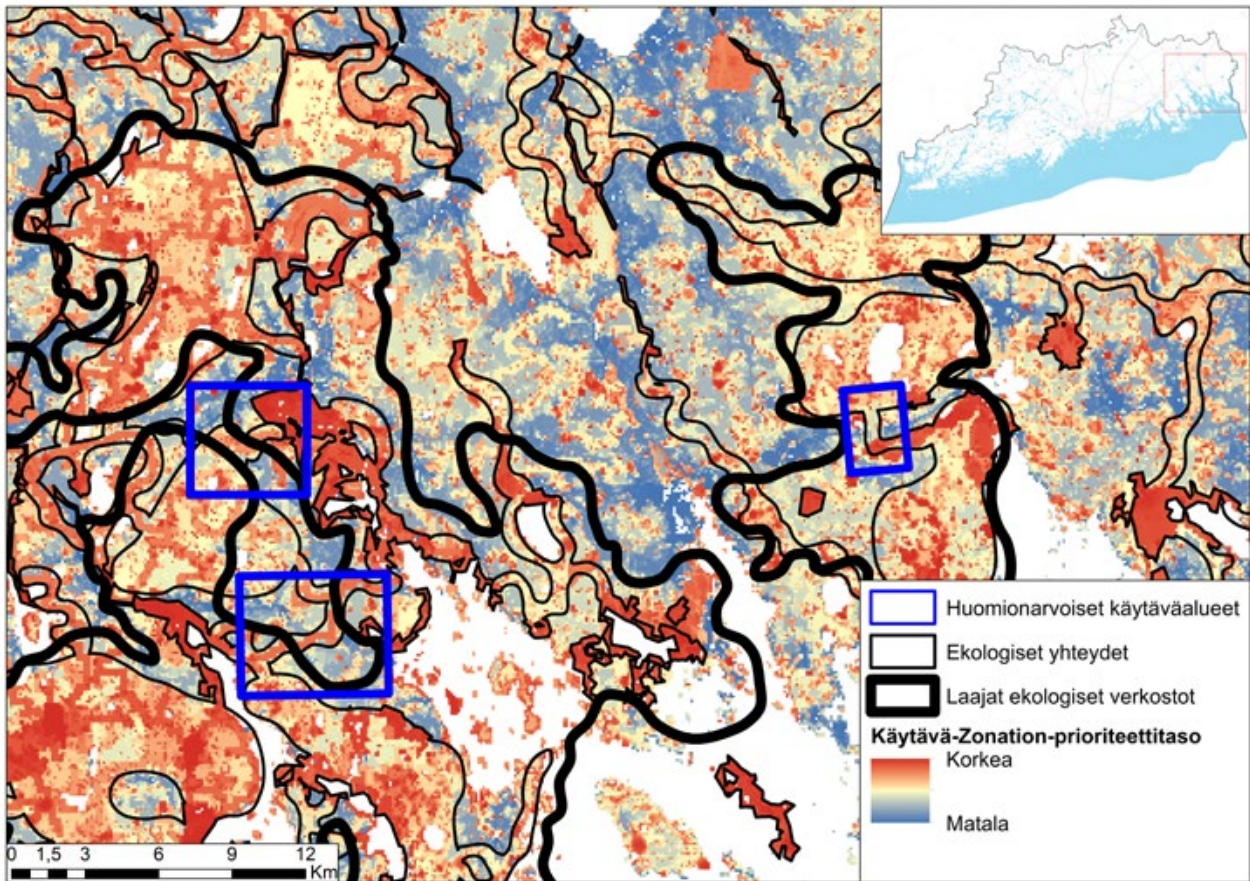 Huomionarvoiset käytäväalueet
Ekologiset yhteydet
Laajat ekologiset verkostot
Käytävä-Zonation-prioriteettitaso
Korkea
Matala
0 1,5 3 6 9 12
Km